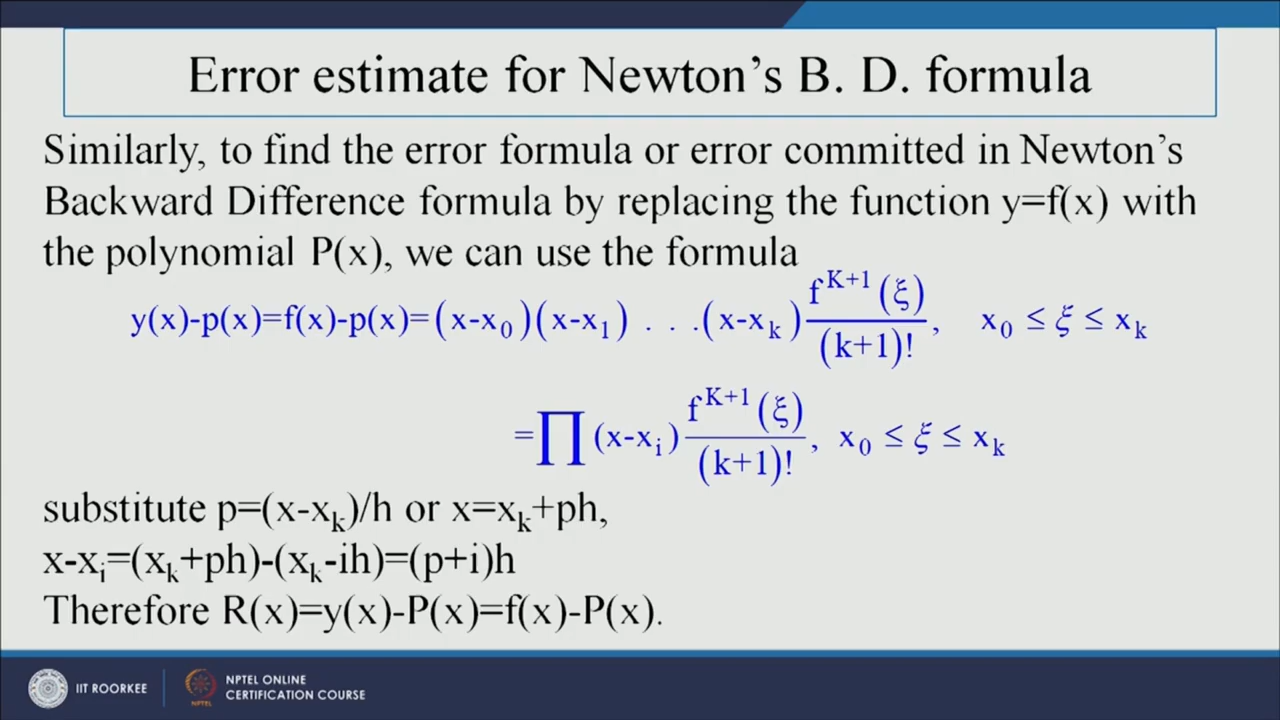 Error estimate for Newton's B. D. formula
Similarly, to find the error formula or error committed in Newton's
Backward Difference formula by replacing the function y=f(x) with
the polynomial P(x), we can use the formula
y(x)-p(x)=f(x)-p(x)=(x-x₀)(x-x₁) . . .(x-xₖ) f^{K+1}(ξ)/(k+1)!, x₀ ≤ ξ ≤ xₖ
=∏(x-xᵢ) f^{K+1}(ξ)/(k+1)!, x₀ ≤ ξ ≤ xₖ
substitute p=(x-xₖ)/h or x=xₖ+ph,
x-xᵢ=(xₖ+ph)-(xₖ-ih)=(p+i)h
Therefore R(x)=y(x)-P(x)=f(x)-P(x).
IIT ROORKEE
NPTEL
NPTEL ONLINE
CERTIFICATION COURSE